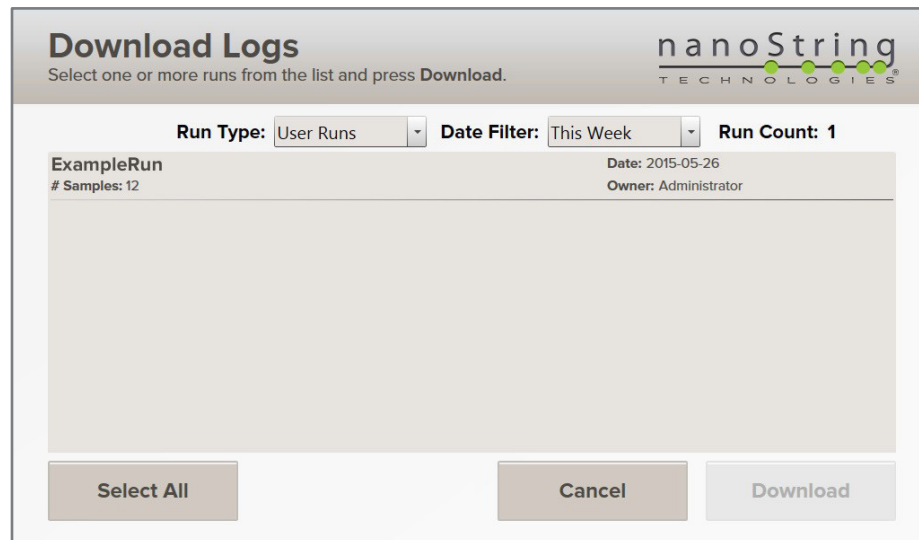 Download Logs
Select one or more runs from the list and press Download.
nanoString
TECHNOLOGIES®
Run Type: User Runs Date Filter: This Week Run Count: 1
ExampleRun Date: 2015-05-26
# Samples: 12 Owner: Administrator
Select All Cancel Download